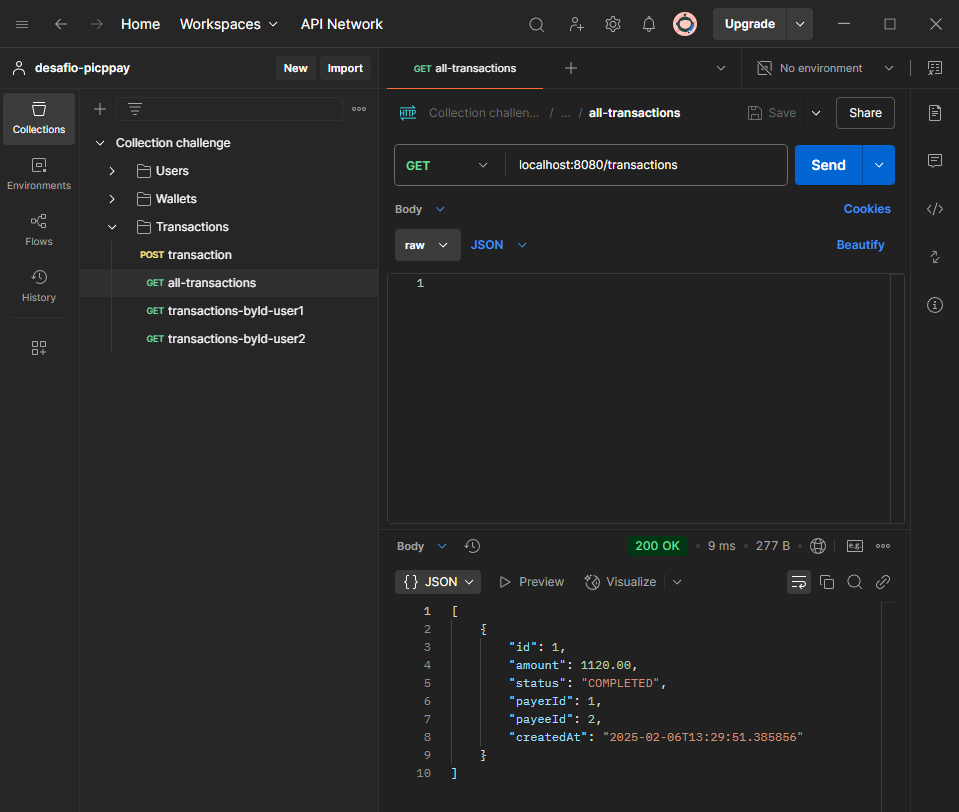 Home Workspaces API Network Upgrade
desafio-picppay New Import GET all-transactions No environment
Collections
Environments
Flows
History
Collection challenge
Users
Wallets
Transactions
POST transaction
GET all-transactions
GET transactions-byId-user1
GET transactions-byId-user2
HTTP Collection challen... / ... / all-transactions Save Share
GET localhost:8080/transactions Send
Body Cookies
raw JSON Beautify
1
Body 200 OK • 9 ms • 277 B • e.g.
{} JSON Preview Visualize
1 [
2 {
3 "id": 1,
4 "amount": 1120.00,
5 "status": "COMPLETED",
6 "payerId": 1,
7 "payeeId": 2,
8 "createdAt": "2025-02-06T13:29:51.385856"
9 }
10 ]